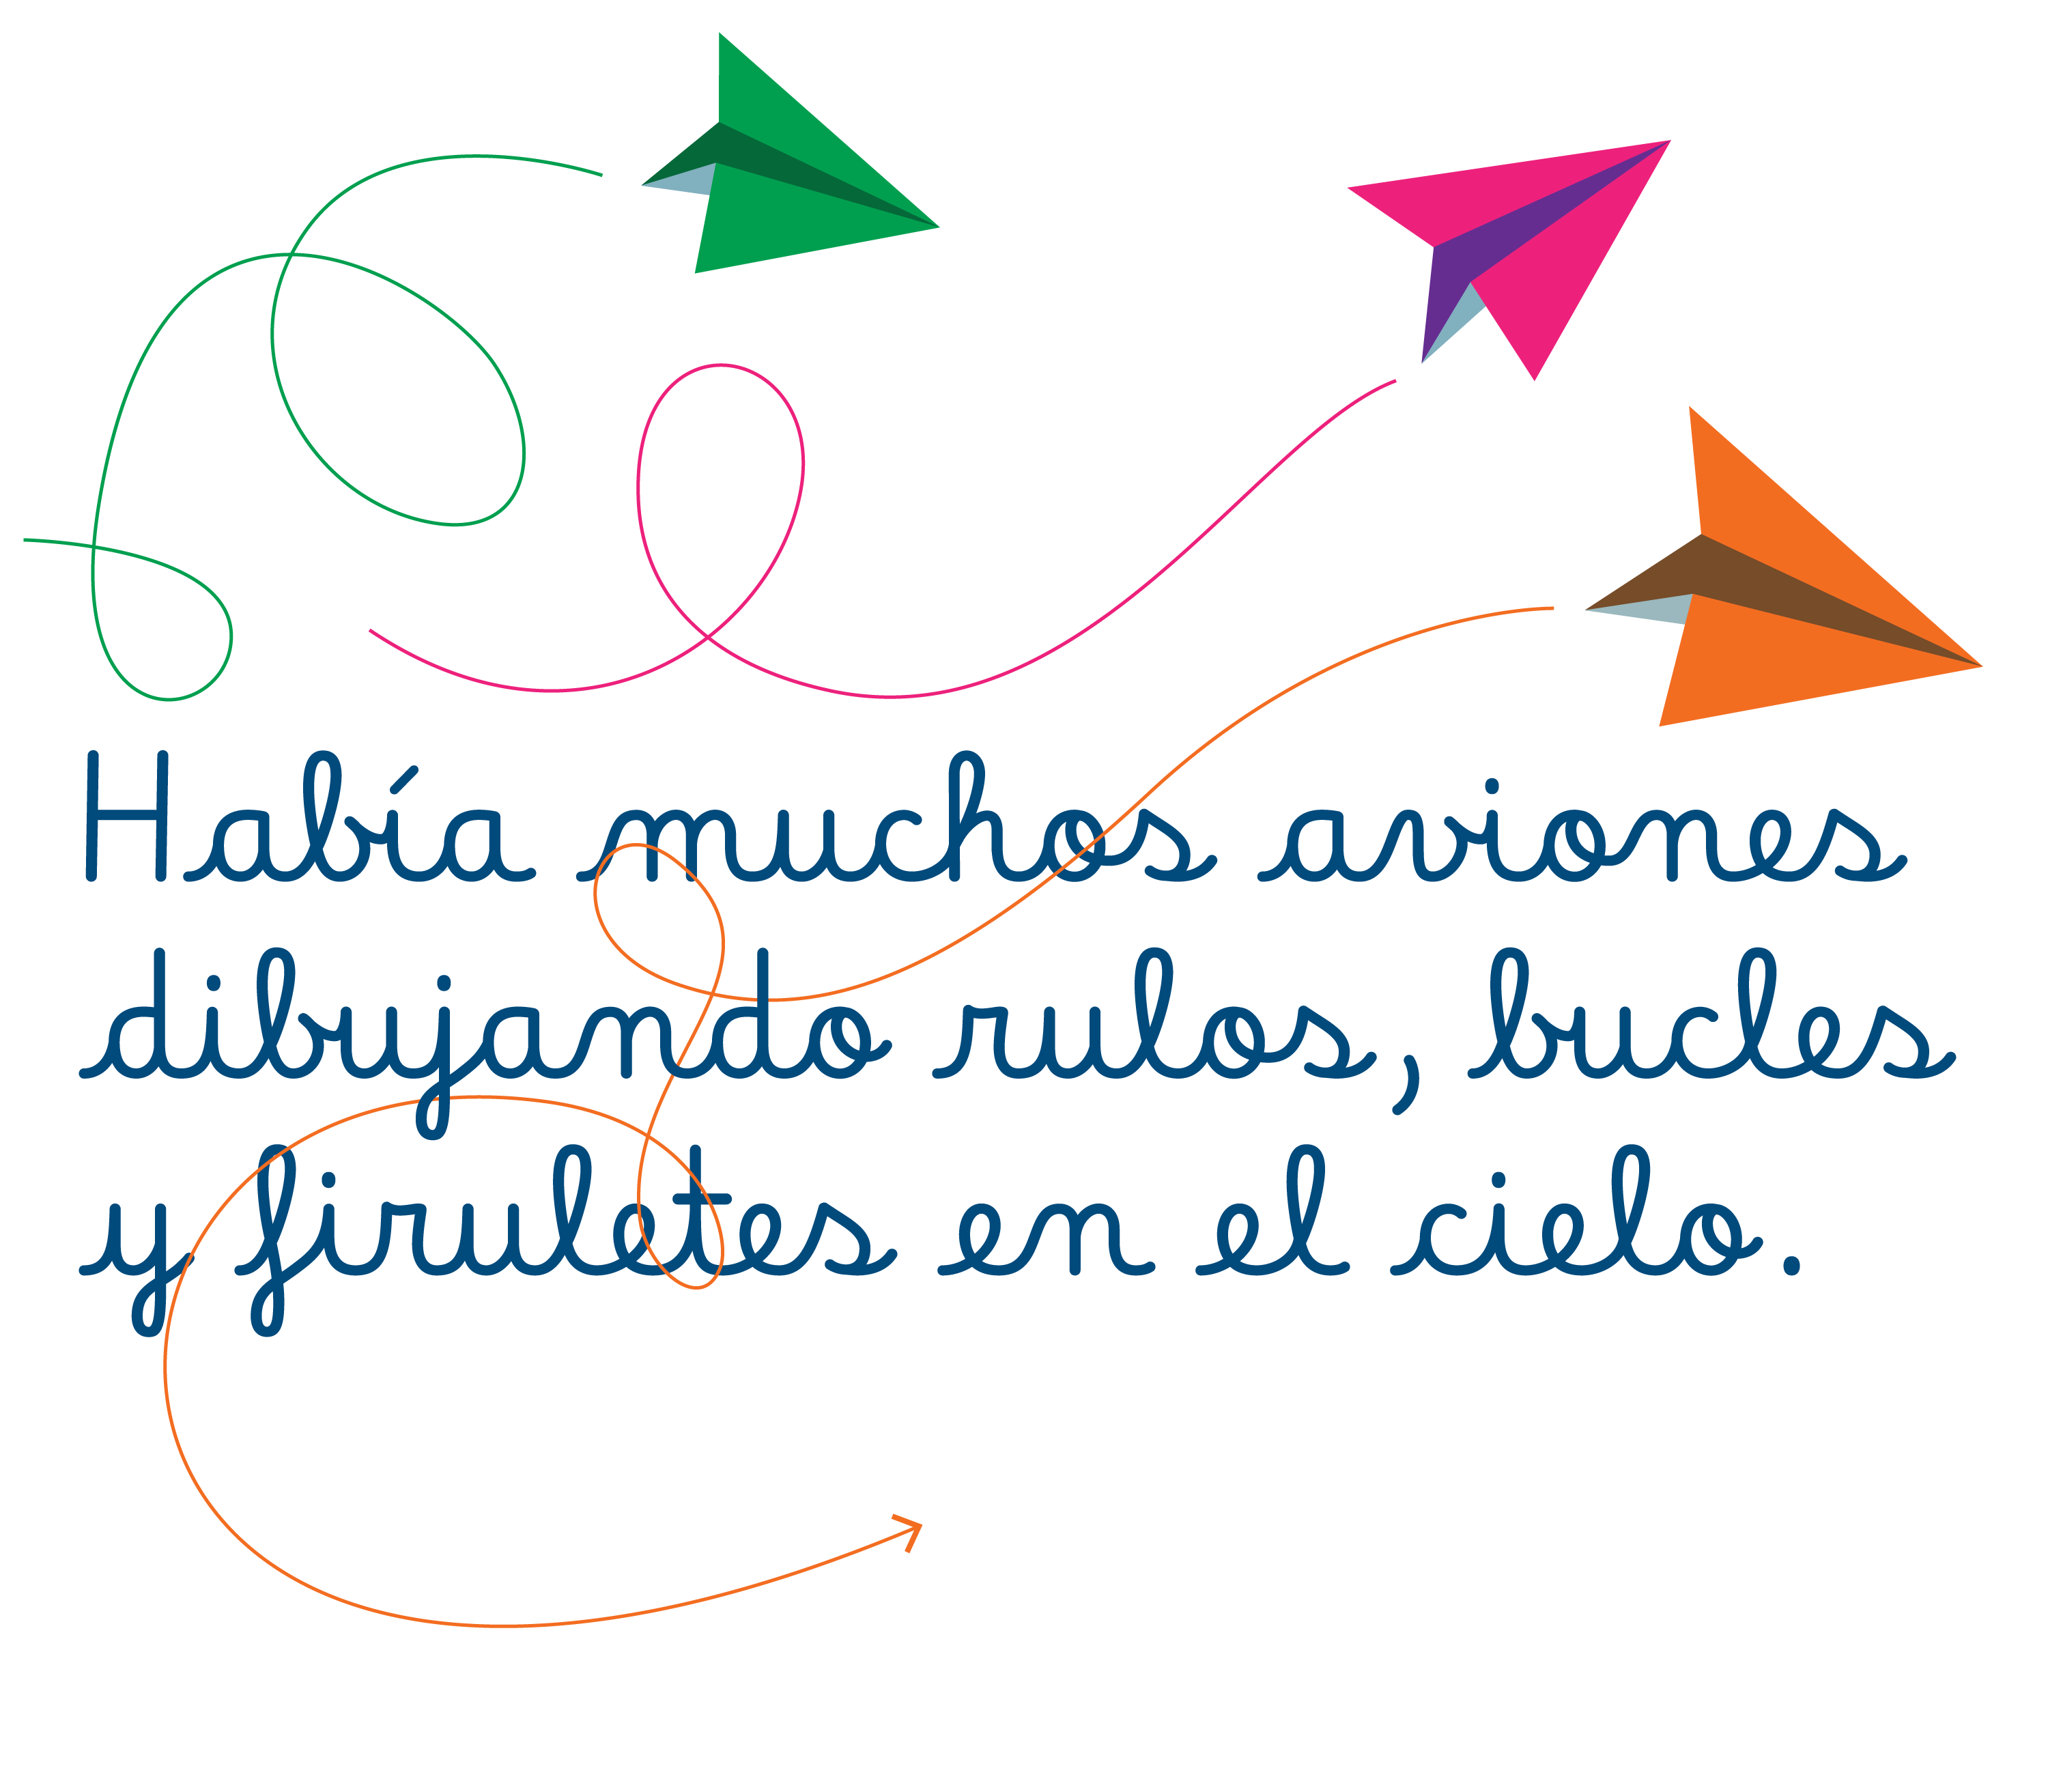 Había muchos aviones
dibujando rulos, bucles
y firuletes en el cielo.